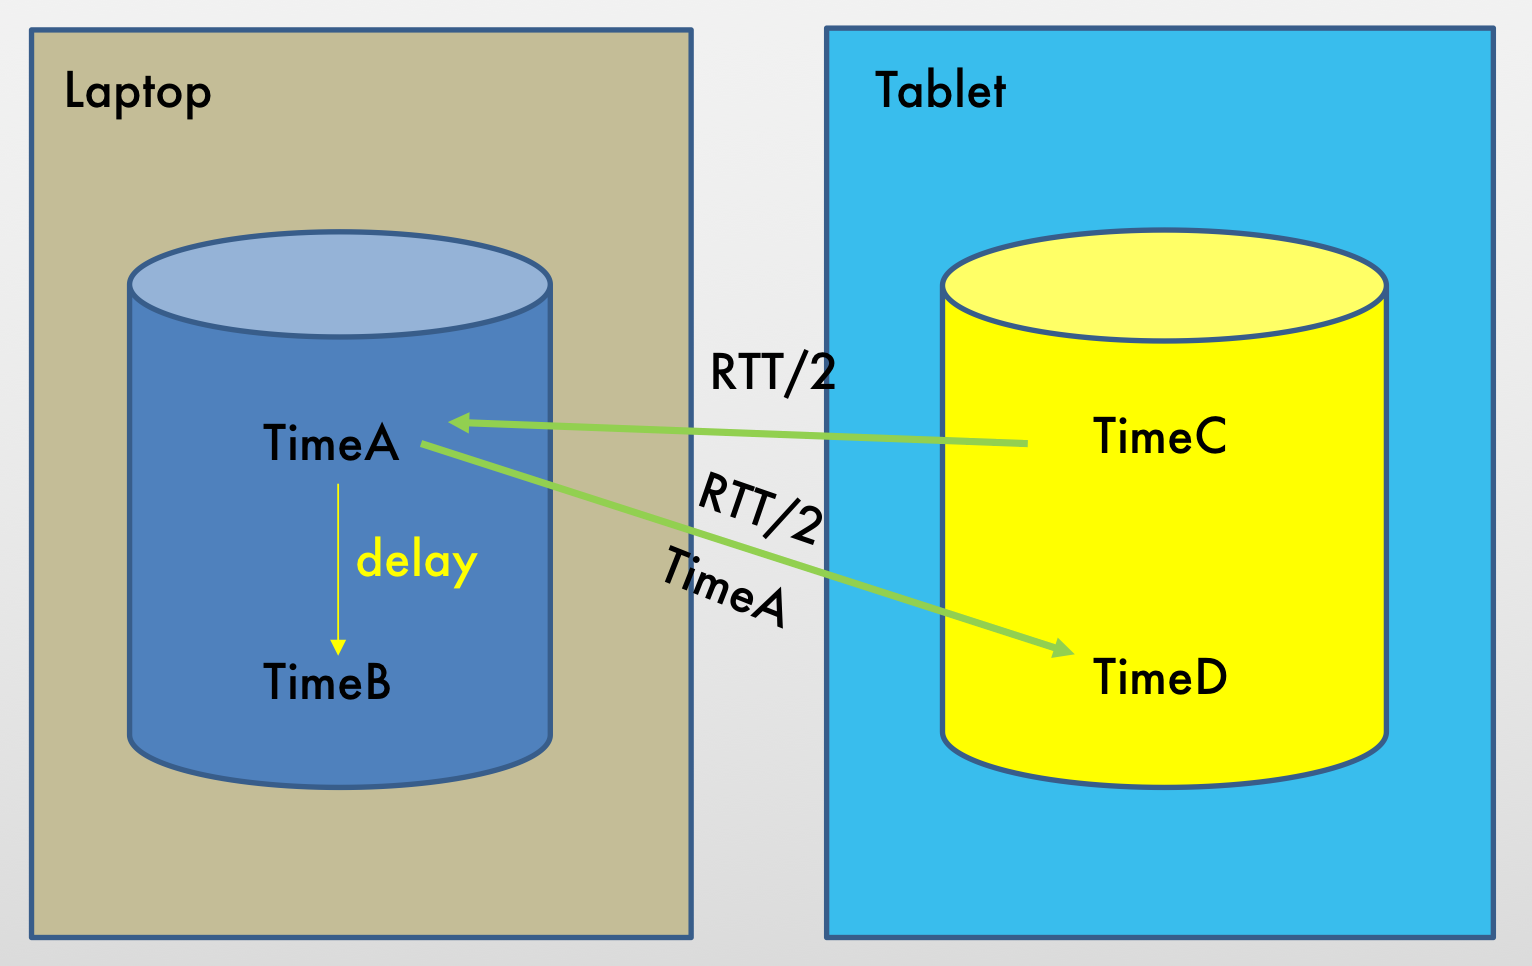 Laptop
Tablet
RTT/2
TimeA
TimeC
RTT/2
delay
TimeA
TimeB
TimeD